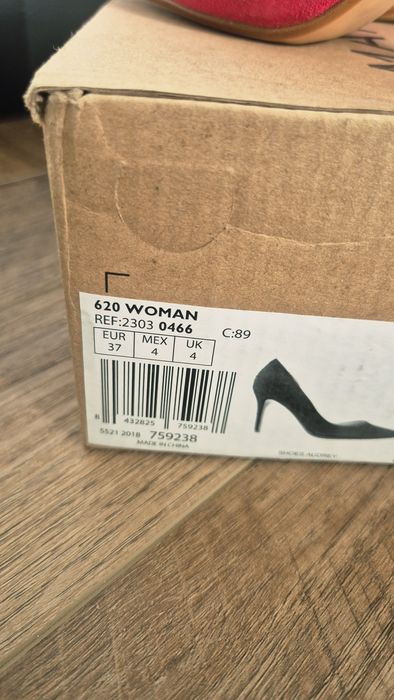 620 WOMAN
REF:2303 0466
C:89
EUR MEX UK
37 4 4
8 432825 759238
5521 2018 759238
MADE IN CHINA